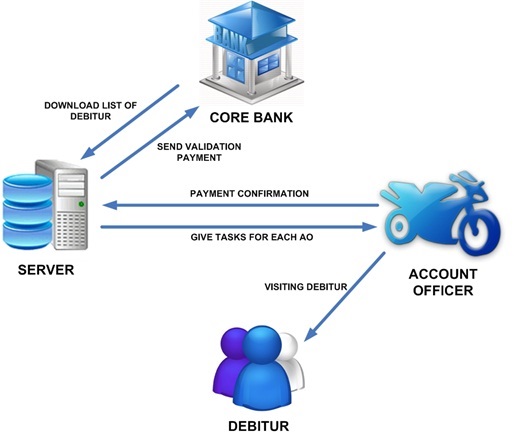 BANK
CORE BANK
DOWNLOAD LIST OF
DEBITUR
SEND VALIDATION
PAYMENT
PAYMENT CONFIRMATION
GIVE TASKS FOR EACH AO
SERVER
ACCOUNT
OFFICER
VISITING DEBITUR
DEBITUR